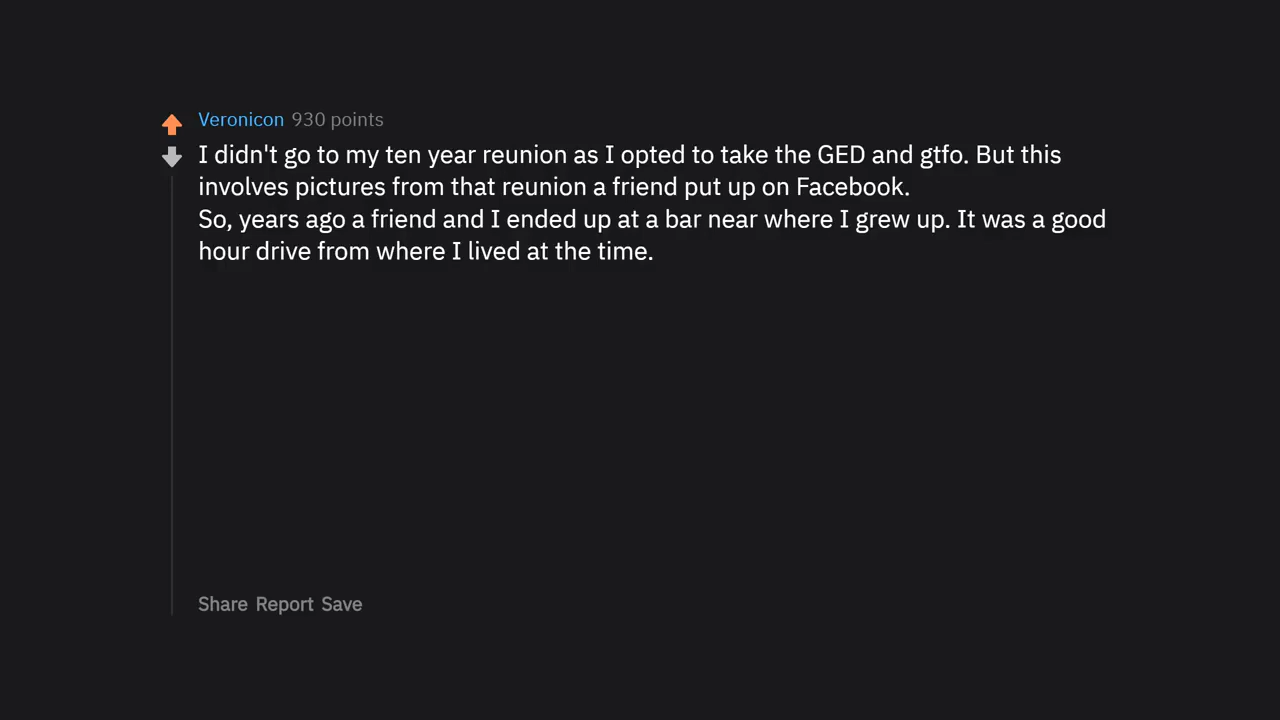 Veronicon 930 points
I didn't go to my ten year reunion as I opted to take the GED and gtfo. But this
involves pictures from that reunion a friend put up on Facebook.
So, years ago a friend and I ended up at a bar near where I grew up. It was a good
hour drive from where I lived at the time.
Share Report Save